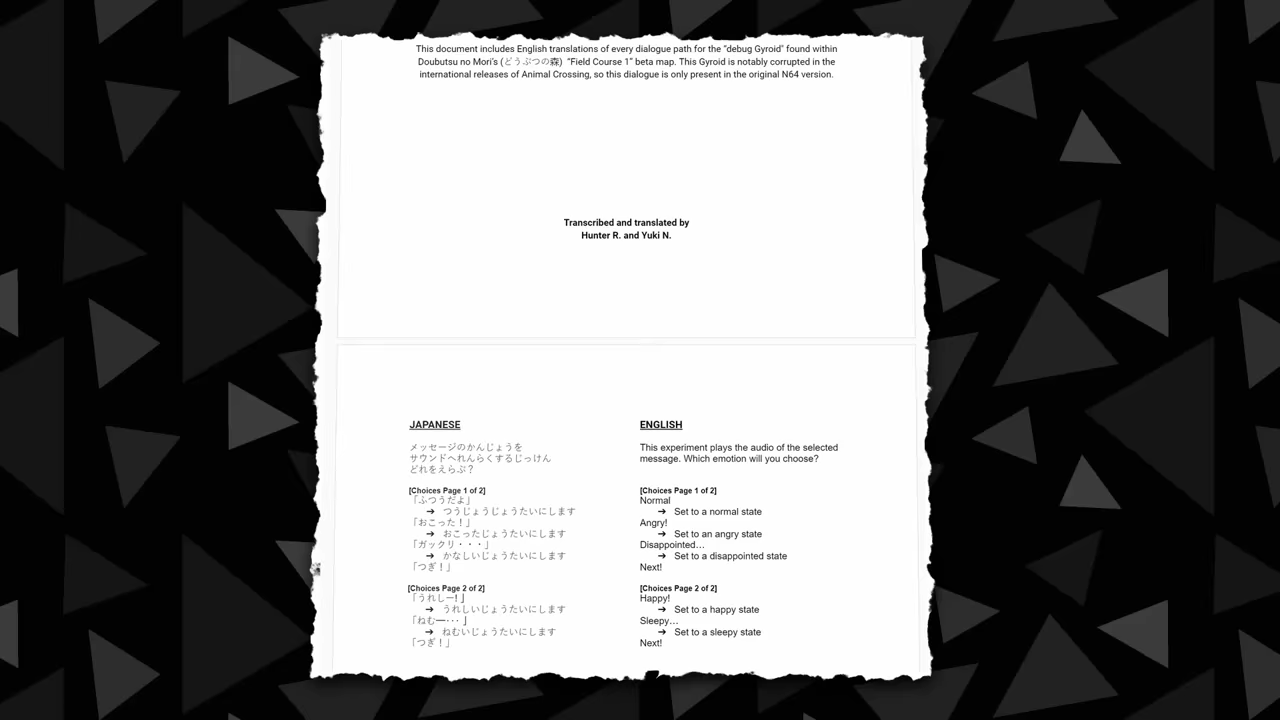 This document includes English translations of every dialogue path for the "debug Gyroid" found within
Doubutsu no Mori's (どうぶつの森) "Field Course 1" beta map. This Gyroid is notably corrupted in the
international releases of Animal Crossing, so this dialogue is only present in the original N64 version.
Transcribed and translated by
Hunter R. and Yuki N.
JAPANESE
メッセージのかんじょうを
サウンドへれんらくするじっけん
どれをえらぶ？
[Choices Page 1 of 2]
「ふつうだよ」
➔ つうじょうじょうたいにします
「おこった！」
➔ おこったじょうたいにします
「ガックリ・・・」
➔ かなしいじょうたいにします
「つぎ！」
[Choices Page 2 of 2]
「うれしー! 」
➔ うれしいじょうたいにします
「ねむー・・・ 」
➔ ねむいじょうたいにします
「つぎ！」
ENGLISH
This experiment plays the audio of the selected
message. Which emotion will you choose?
[Choices Page 1 of 2]
Normal
➔ Set to a normal state
Angry!
➔ Set to an angry state
Disappointed…
➔ Set to a disappointed state
Next!
[Choices Page 2 of 2]
Happy!
➔ Set to a happy state
Sleepy…
➔ Set to a sleepy state
Next!